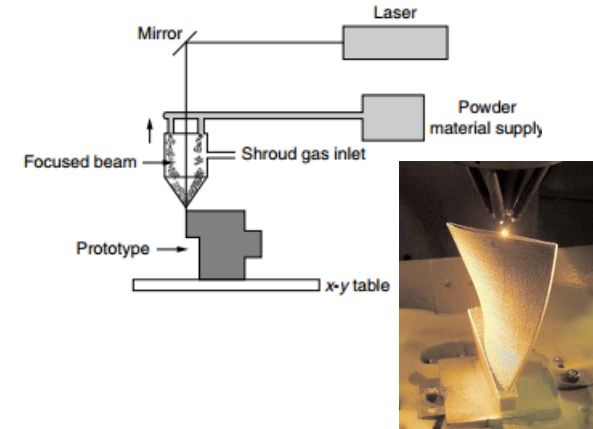 Laser
Mirror
Powder
material supply
Shroud gas inlet
Focused beam
Prototype
x-y table